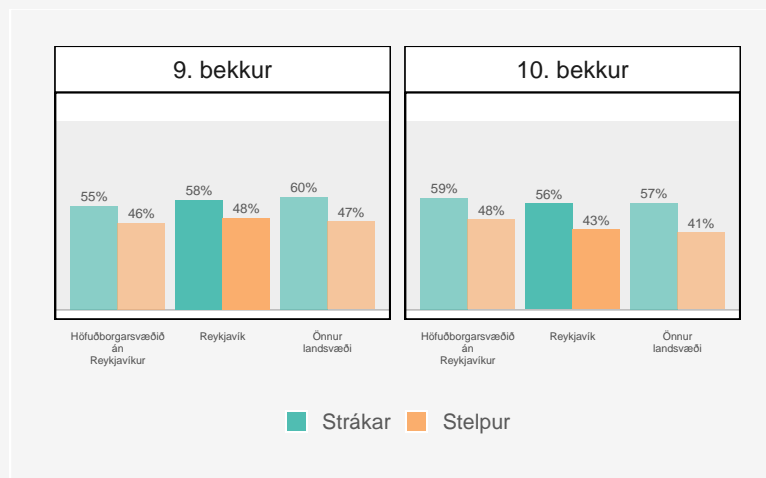 9. bekkur
55%
46%
58%
48%
60%
47%
Höfuðborgarsvæðið
án
Reykjavíkur
Reykjavík
Önnur
landsvæði
10. bekkur
59%
48%
56%
43%
57%
41%
Höfuðborgarsvæðið
án
Reykjavíkur
Reykjavík
Önnur
landsvæði
Strákar
Stelpur